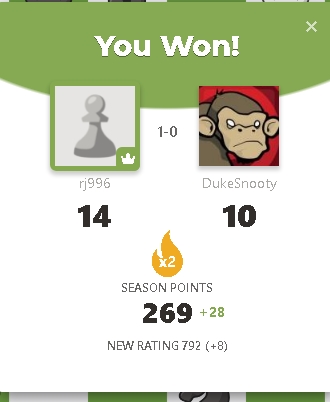 You Won!
1-0
rj996
DukeSnooty
14
10
x2
SEASON POINTS
269 +28
NEW RATING 792 (+8)